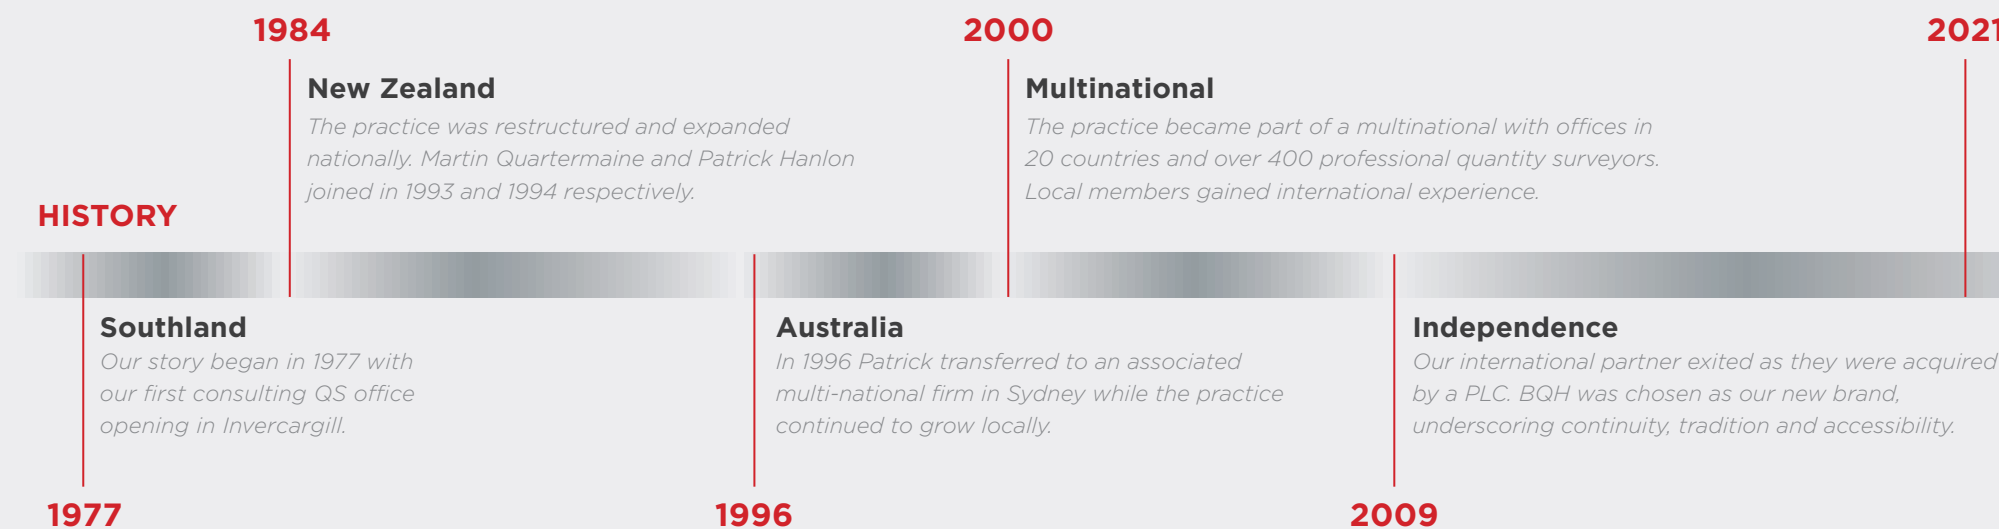 HISTORY
1977
Southland
Our story began in 1977 with
our first consulting QS office
opening in Invercargill.
1984
New Zealand
The practice was restructured and expanded
nationally. Martin Quartermaine and Patrick Hanlon
joined in 1993 and 1994 respectively.
1996
Australia
In 1996 Patrick transferred to an associated
multi-national firm in Sydney while the practice
continued to grow locally.
2000
Multinational
The practice became part of a multinational with offices in
20 countries and over 400 professional quantity surveyors.
Local members gained international experience.
2009
Independence
Our international partner exited as they were acquired
by a PLC. BQH was chosen as our new brand,
underscoring continuity, tradition and accessibility.
2021